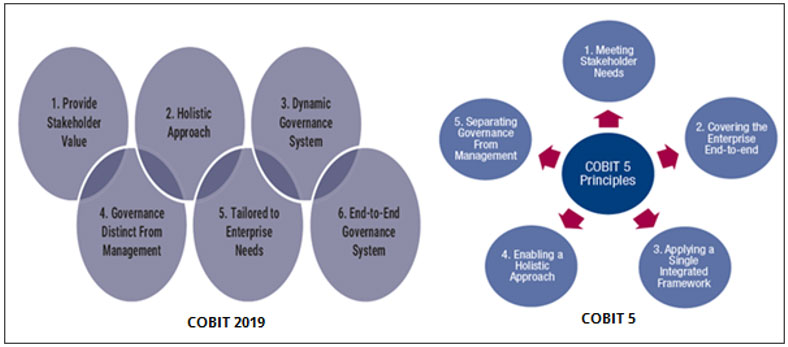 1. Provide
Stakeholder
Value
2. Holistic
Approach
3. Dynamic
Governance
System
4. Governance
Distinct From
Management
5. Tailored to
Enterprise
Needs
6. End-to-End
Governance
System
COBIT 2019
1. Meeting
Stakeholder
Needs
2. Covering the
Enterprise
End-to-end
3. Applying a
Single
Integrated
Framework
4. Enabling a
Holistic
Approach
5. Separating
Governance
From
Management
COBIT 5
Principles
COBIT 5